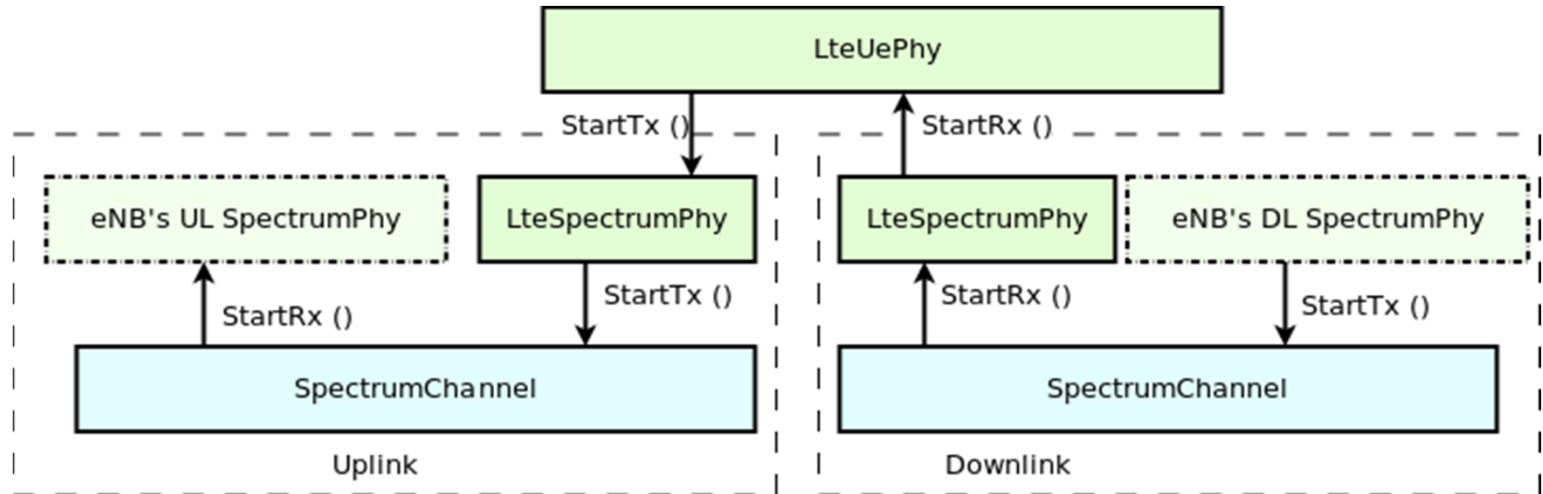 LteUePhy
StartTx ()
StartRx ()
eNB's UL SpectrumPhy
LteSpectrumPhy
LteSpectrumPhy
eNB's DL SpectrumPhy
StartRx ()
StartTx ()
StartRx ()
StartTx ()
SpectrumChannel
SpectrumChannel
Uplink
Downlink